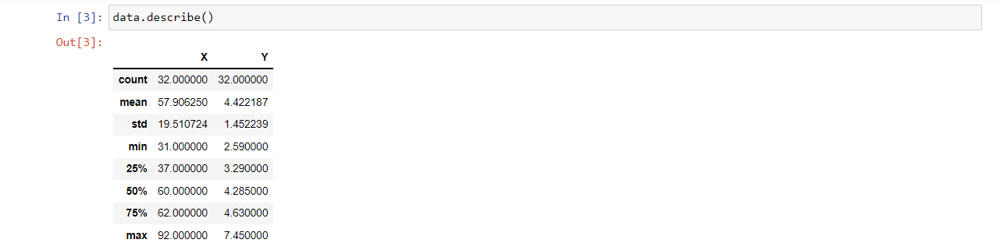 In [3]: data.describe()
Out[3]:
X Y
count 32.000000 32.000000
mean 57.906250 4.422187
std 19.510724 1.452239
min 31.000000 2.590000
25% 37.000000 3.290000
50% 60.000000 4.285000
75% 62.000000 4.630000
max 92.000000 7.450000